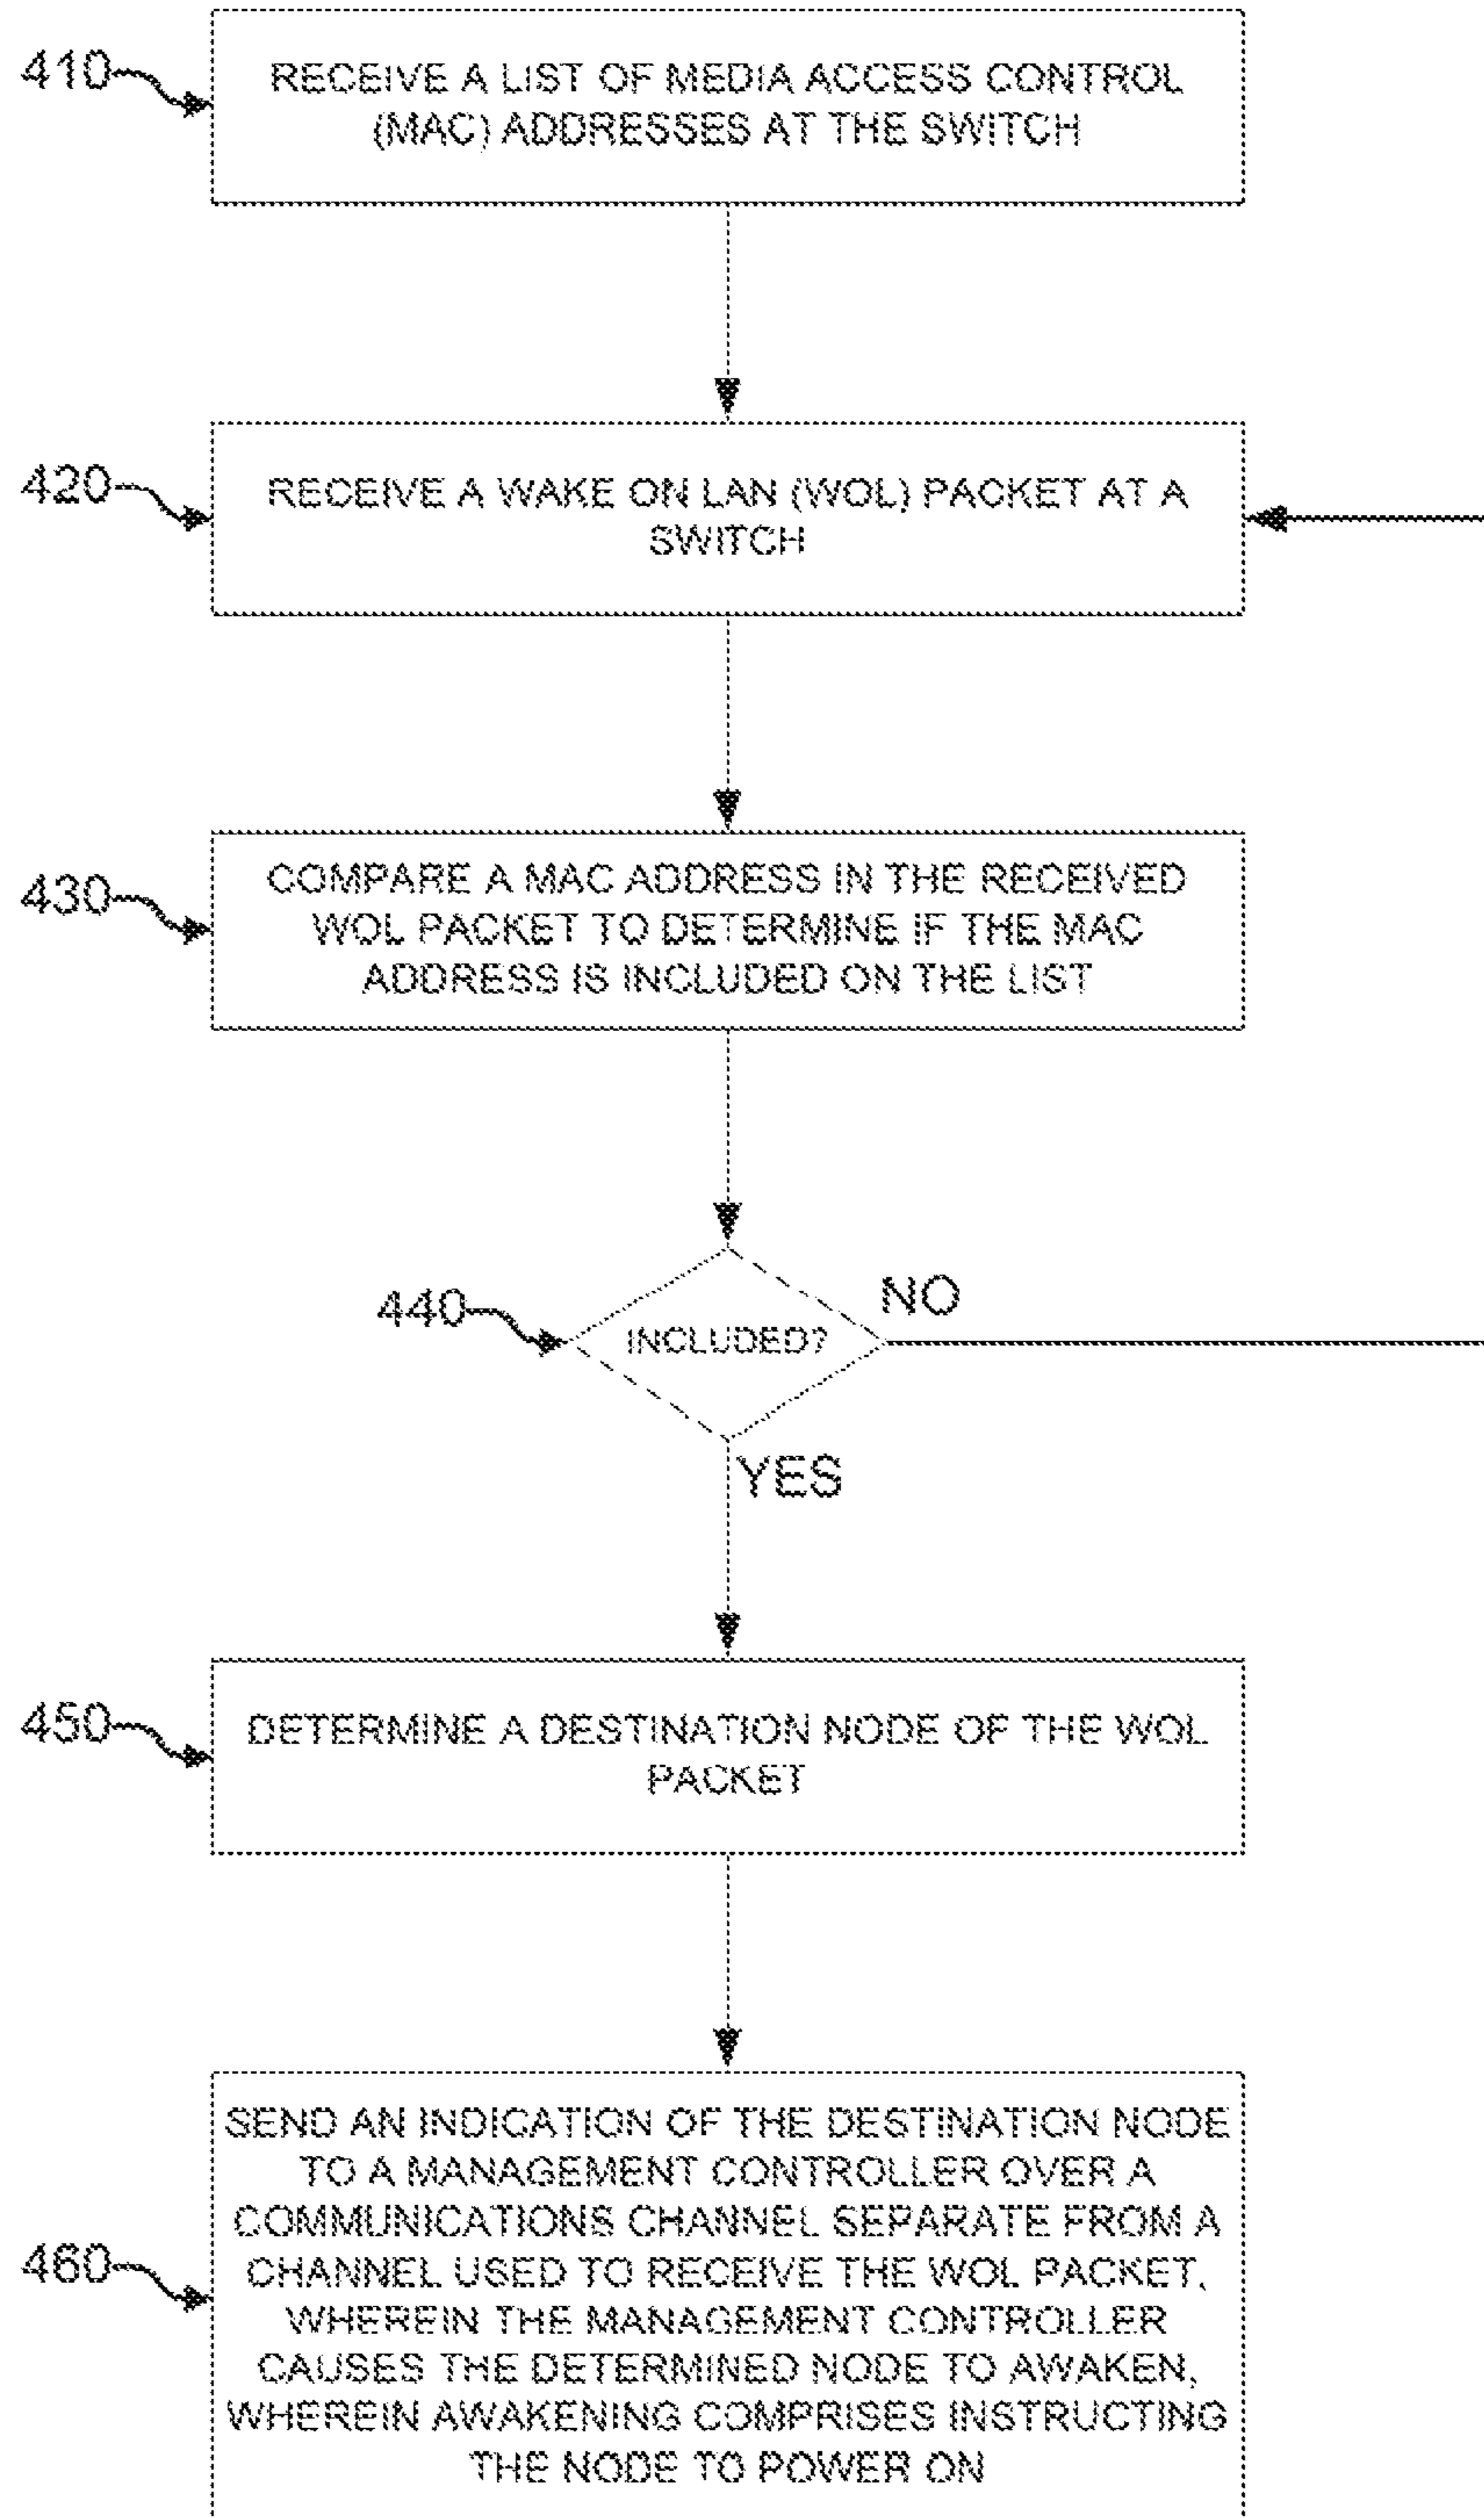 410
RECEIVE A LIST OF MEDIA ACCESS CONTROL
(MAC) ADDRESSES AT THE SWITCH
420
RECEIVE A WAKE ON LAN (WOL) PACKET AT A
SWITCH
430
COMPARE A MAC ADDRESS IN THE RECEIVED
WOL PACKET TO DETERMINE IF THE MAC
ADDRESS IS INCLUDED ON THE LIST
440
INCLUDED?
NO
YES
450
DETERMINE A DESTINATION NODE OF THE WOL
PACKET
460
SEND AN INDICATION OF THE DESTINATION NODE
TO A MANAGEMENT CONTROLLER OVER A
COMMUNICATIONS CHANNEL SEPARATE FROM A
CHANNEL USED TO RECEIVE THE WOL PACKET,
WHEREIN THE MANAGEMENT CONTROLLER
CAUSES THE DETERMINED NODE TO AWAKEN,
WHEREIN AWAKENING COMPRISES INSTRUCTING
THE NODE TO POWER ON